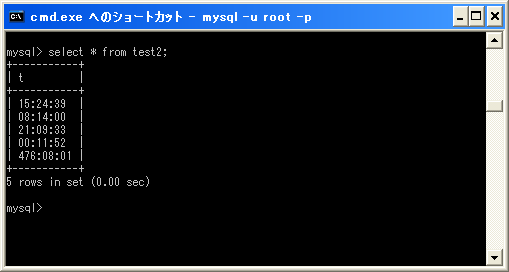 cmd.exe へのショートカット - mysql -u root -p
mysql> select * from test2;
+-----------+
| t         |
+-----------+
| 15:24:39  |
| 08:14:00  |
| 21:09:33  |
| 00:11:52  |
| 476:08:01 |
+-----------+
5 rows in set (0.00 sec)
mysql>